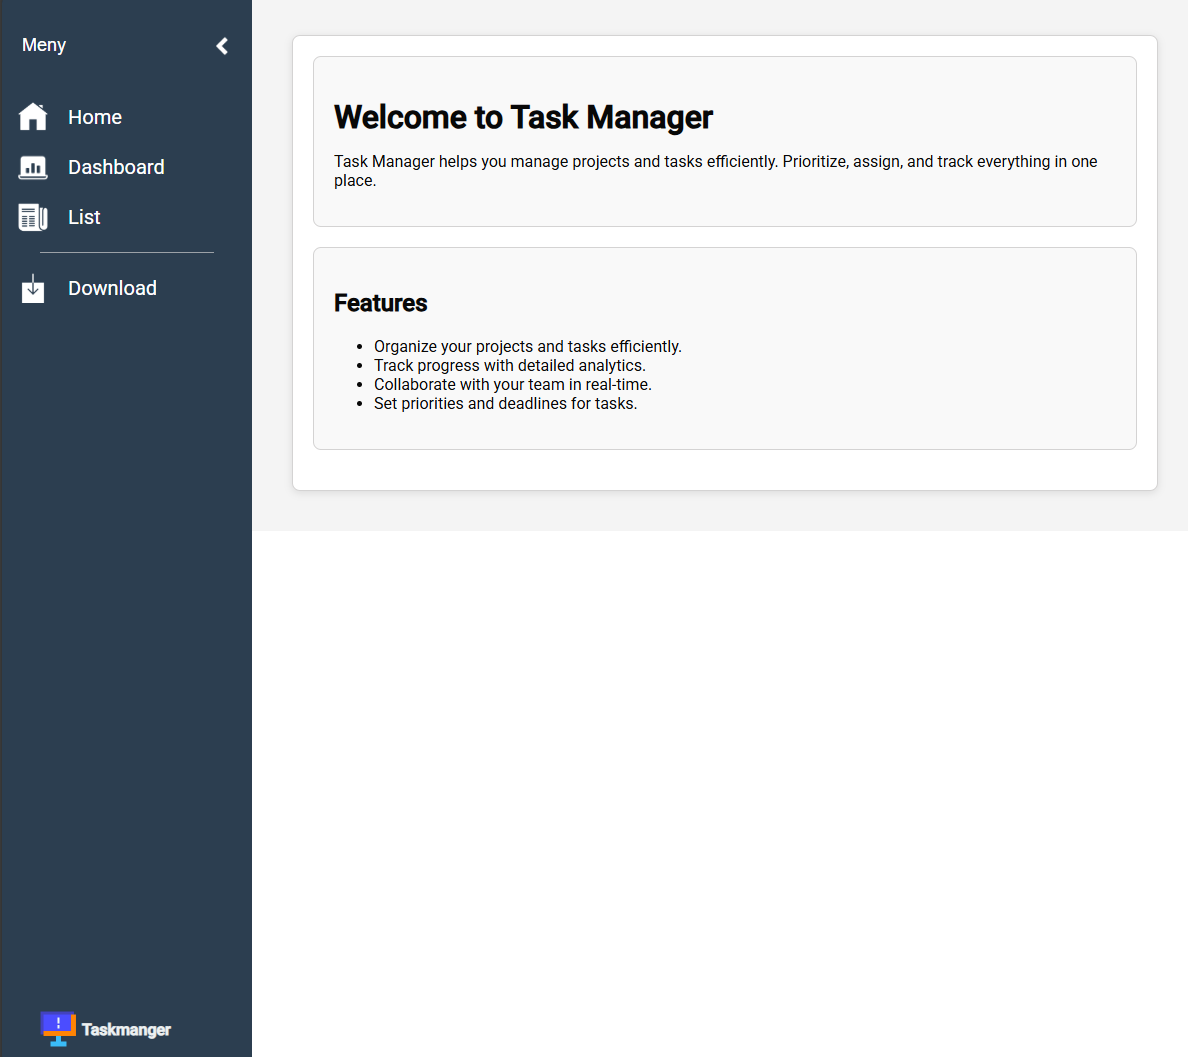 Meny
Home
Dashboard
List
Download
Taskmanger
Welcome to Task Manager
Task Manager helps you manage projects and tasks efficiently. Prioritize, assign, and track everything in one
place.
Features
• Organize your projects and tasks efficiently.
• Track progress with detailed analytics.
• Collaborate with your team in real-time.
• Set priorities and deadlines for tasks.